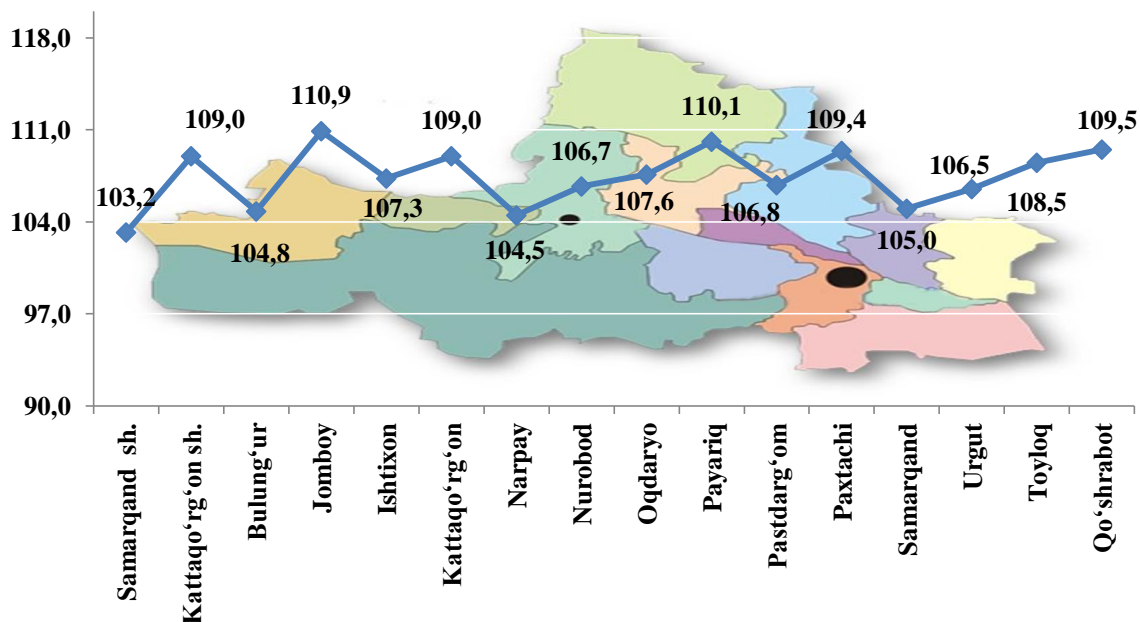 118,0
111,0
104,0
97,0
90,0
103,2
109,0
104,8
110,9
107,3
109,0
104,5
106,7
107,6
110,1
106,8
109,4
105,0
106,5
108,5
109,5
Samarqand sh.
Kattaqo‘rg‘on sh.
Bulung‘ur
Jomboy
Ishtixon
Kattaqo‘rg‘on
Narpay
Nurobod
Oqdaryo
Payariq
Pastdarg‘om
Paxtachi
Samarqand
Urgut
Toyloq
Qo‘shrabot